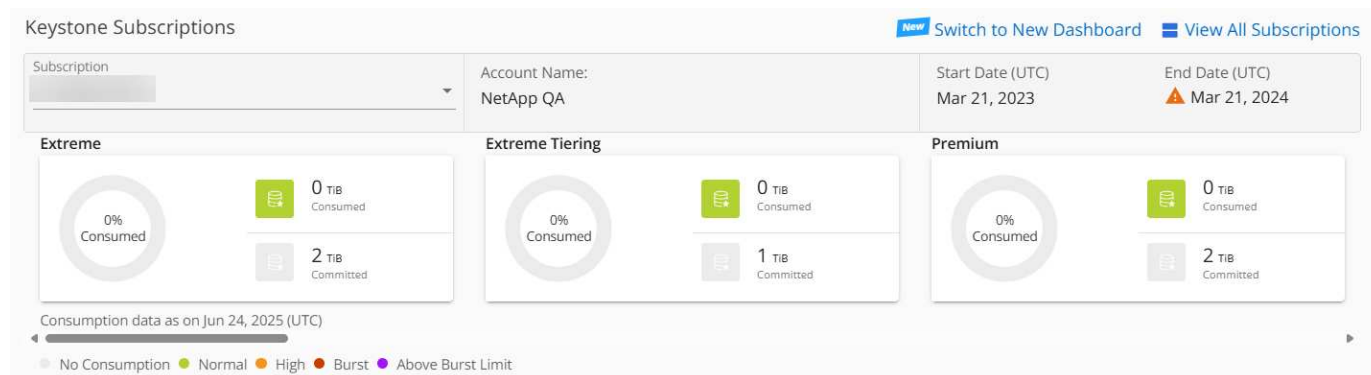 Keystone Subscriptions
New Switch to New Dashboard View All Subscriptions
Subscription
Account Name:
NetApp QA
Start Date (UTC)
Mar 21, 2023
End Date (UTC)
Mar 21, 2024
Extreme
0%
Consumed
0 TiB
Consumed
2 TiB
Committed
Extreme Tiering
0%
Consumed
0 TiB
Consumed
1 TiB
Committed
Premium
0%
Consumed
0 TiB
Consumed
2 TiB
Committed
Consumption data as on Jun 24, 2025 (UTC)
No Consumption Normal High Burst Above Burst Limit